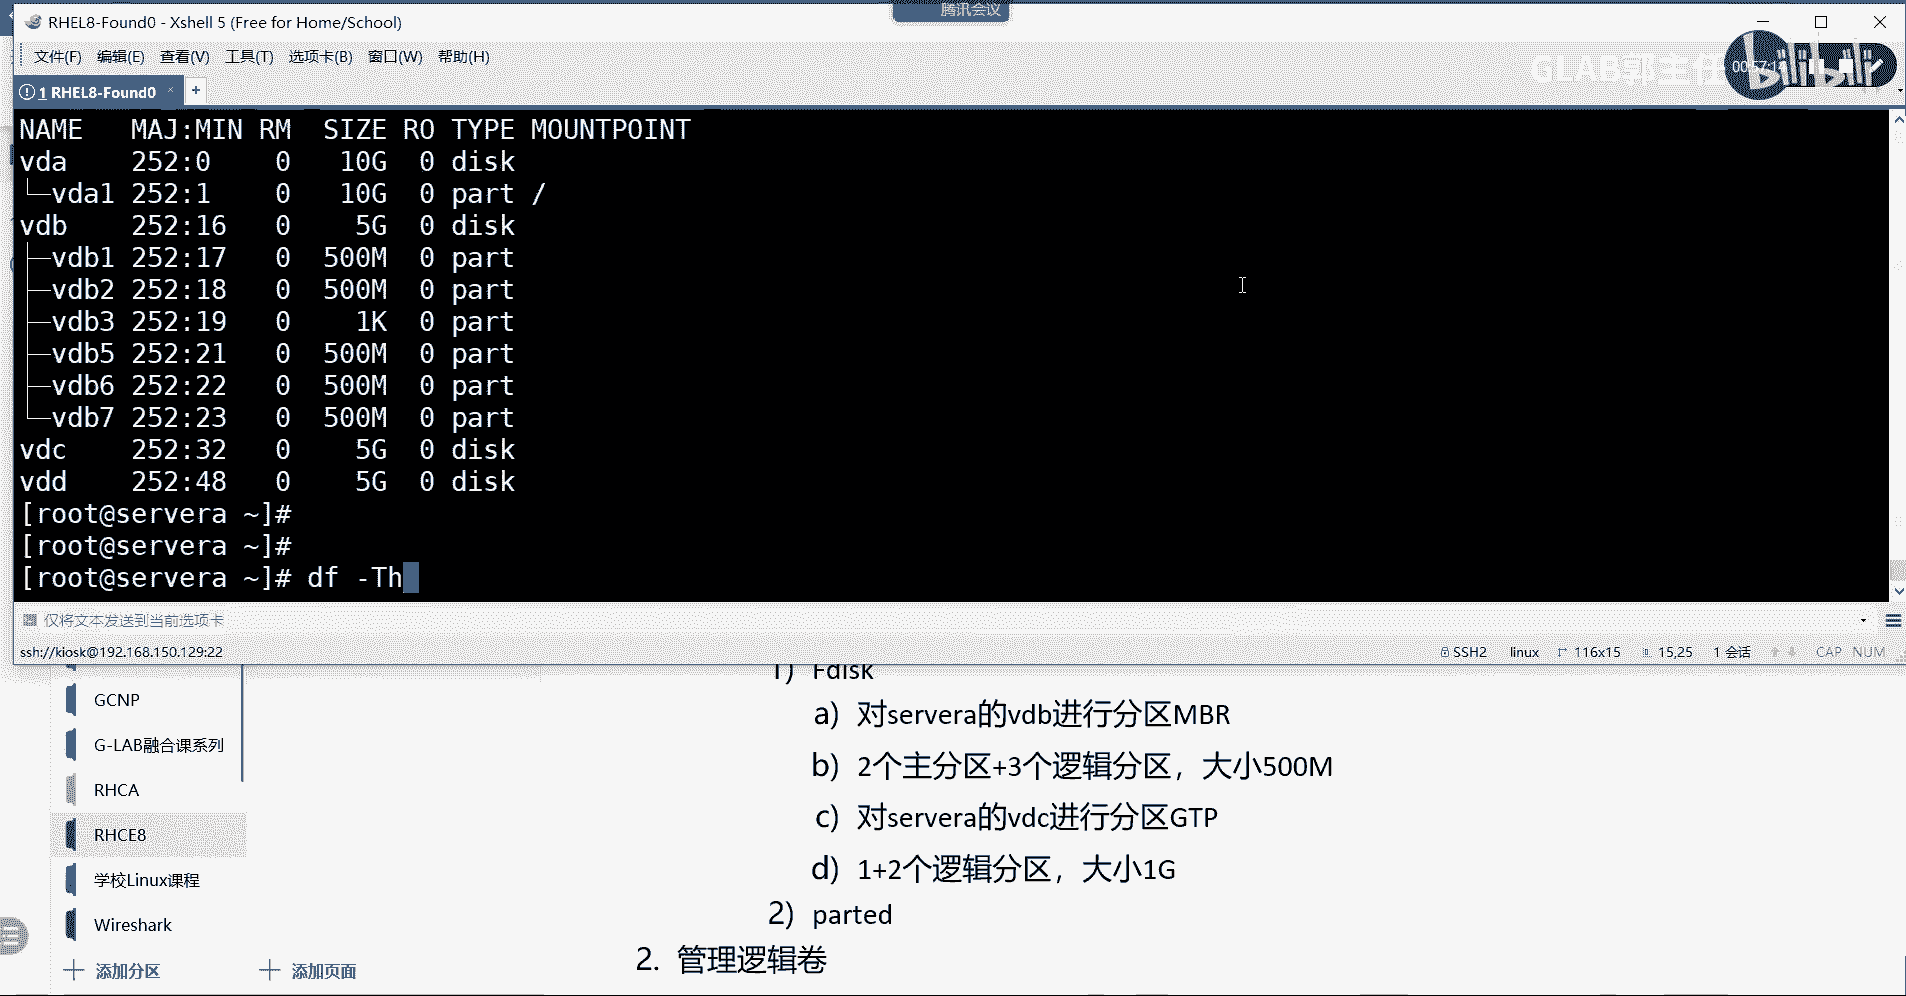 腾讯会议
RHEL8-Found0 - Xshell 5 (Free for Home/School)
文件(F) 编辑(E) 查看(V) 工具(T) 选项卡(B) 窗口(W) 帮助(H)
GLAB郭主任 bilibili
1 RHEL8-Found0 × +
NAME MAJ:MIN RM SIZE RO TYPE MOUNTPOINT
vda 252:0 0 10G 0 disk
└─vda1 252:1 0 10G 0 part /
vdb 252:16 0 5G 0 disk
├─vdb1 252:17 0 500M 0 part
├─vdb2 252:18 0 500M 0 part
├─vdb3 252:19 0 1K 0 part
├─vdb5 252:21 0 500M 0 part
├─vdb6 252:22 0 500M 0 part
└─vdb7 252:23 0 500M 0 part
vdc 252:32 0 5G 0 disk
vdd 252:48 0 5G 0 disk
[root@servera ~]#
[root@servera ~]#
[root@servera ~]# df -Th
仅将文本发送到当前选项卡
ssh://kiosk@192.168.150.129:22 SSH2 linux 116x15 15,25 1 会话 CAP NUM
1) Fdisk
a) 对servera的vdb进行分区MBR
b) 2个主分区+3个逻辑分区，大小500M
c) 对servera的vdc进行分区GTP
d) 1+2个逻辑分区，大小1G
2) parted
2. 管理逻辑卷
GCNP
G-LAB融合课系列
RHCA
RHCE8
学校Linux课程
Wireshark
添加分区 添加页面